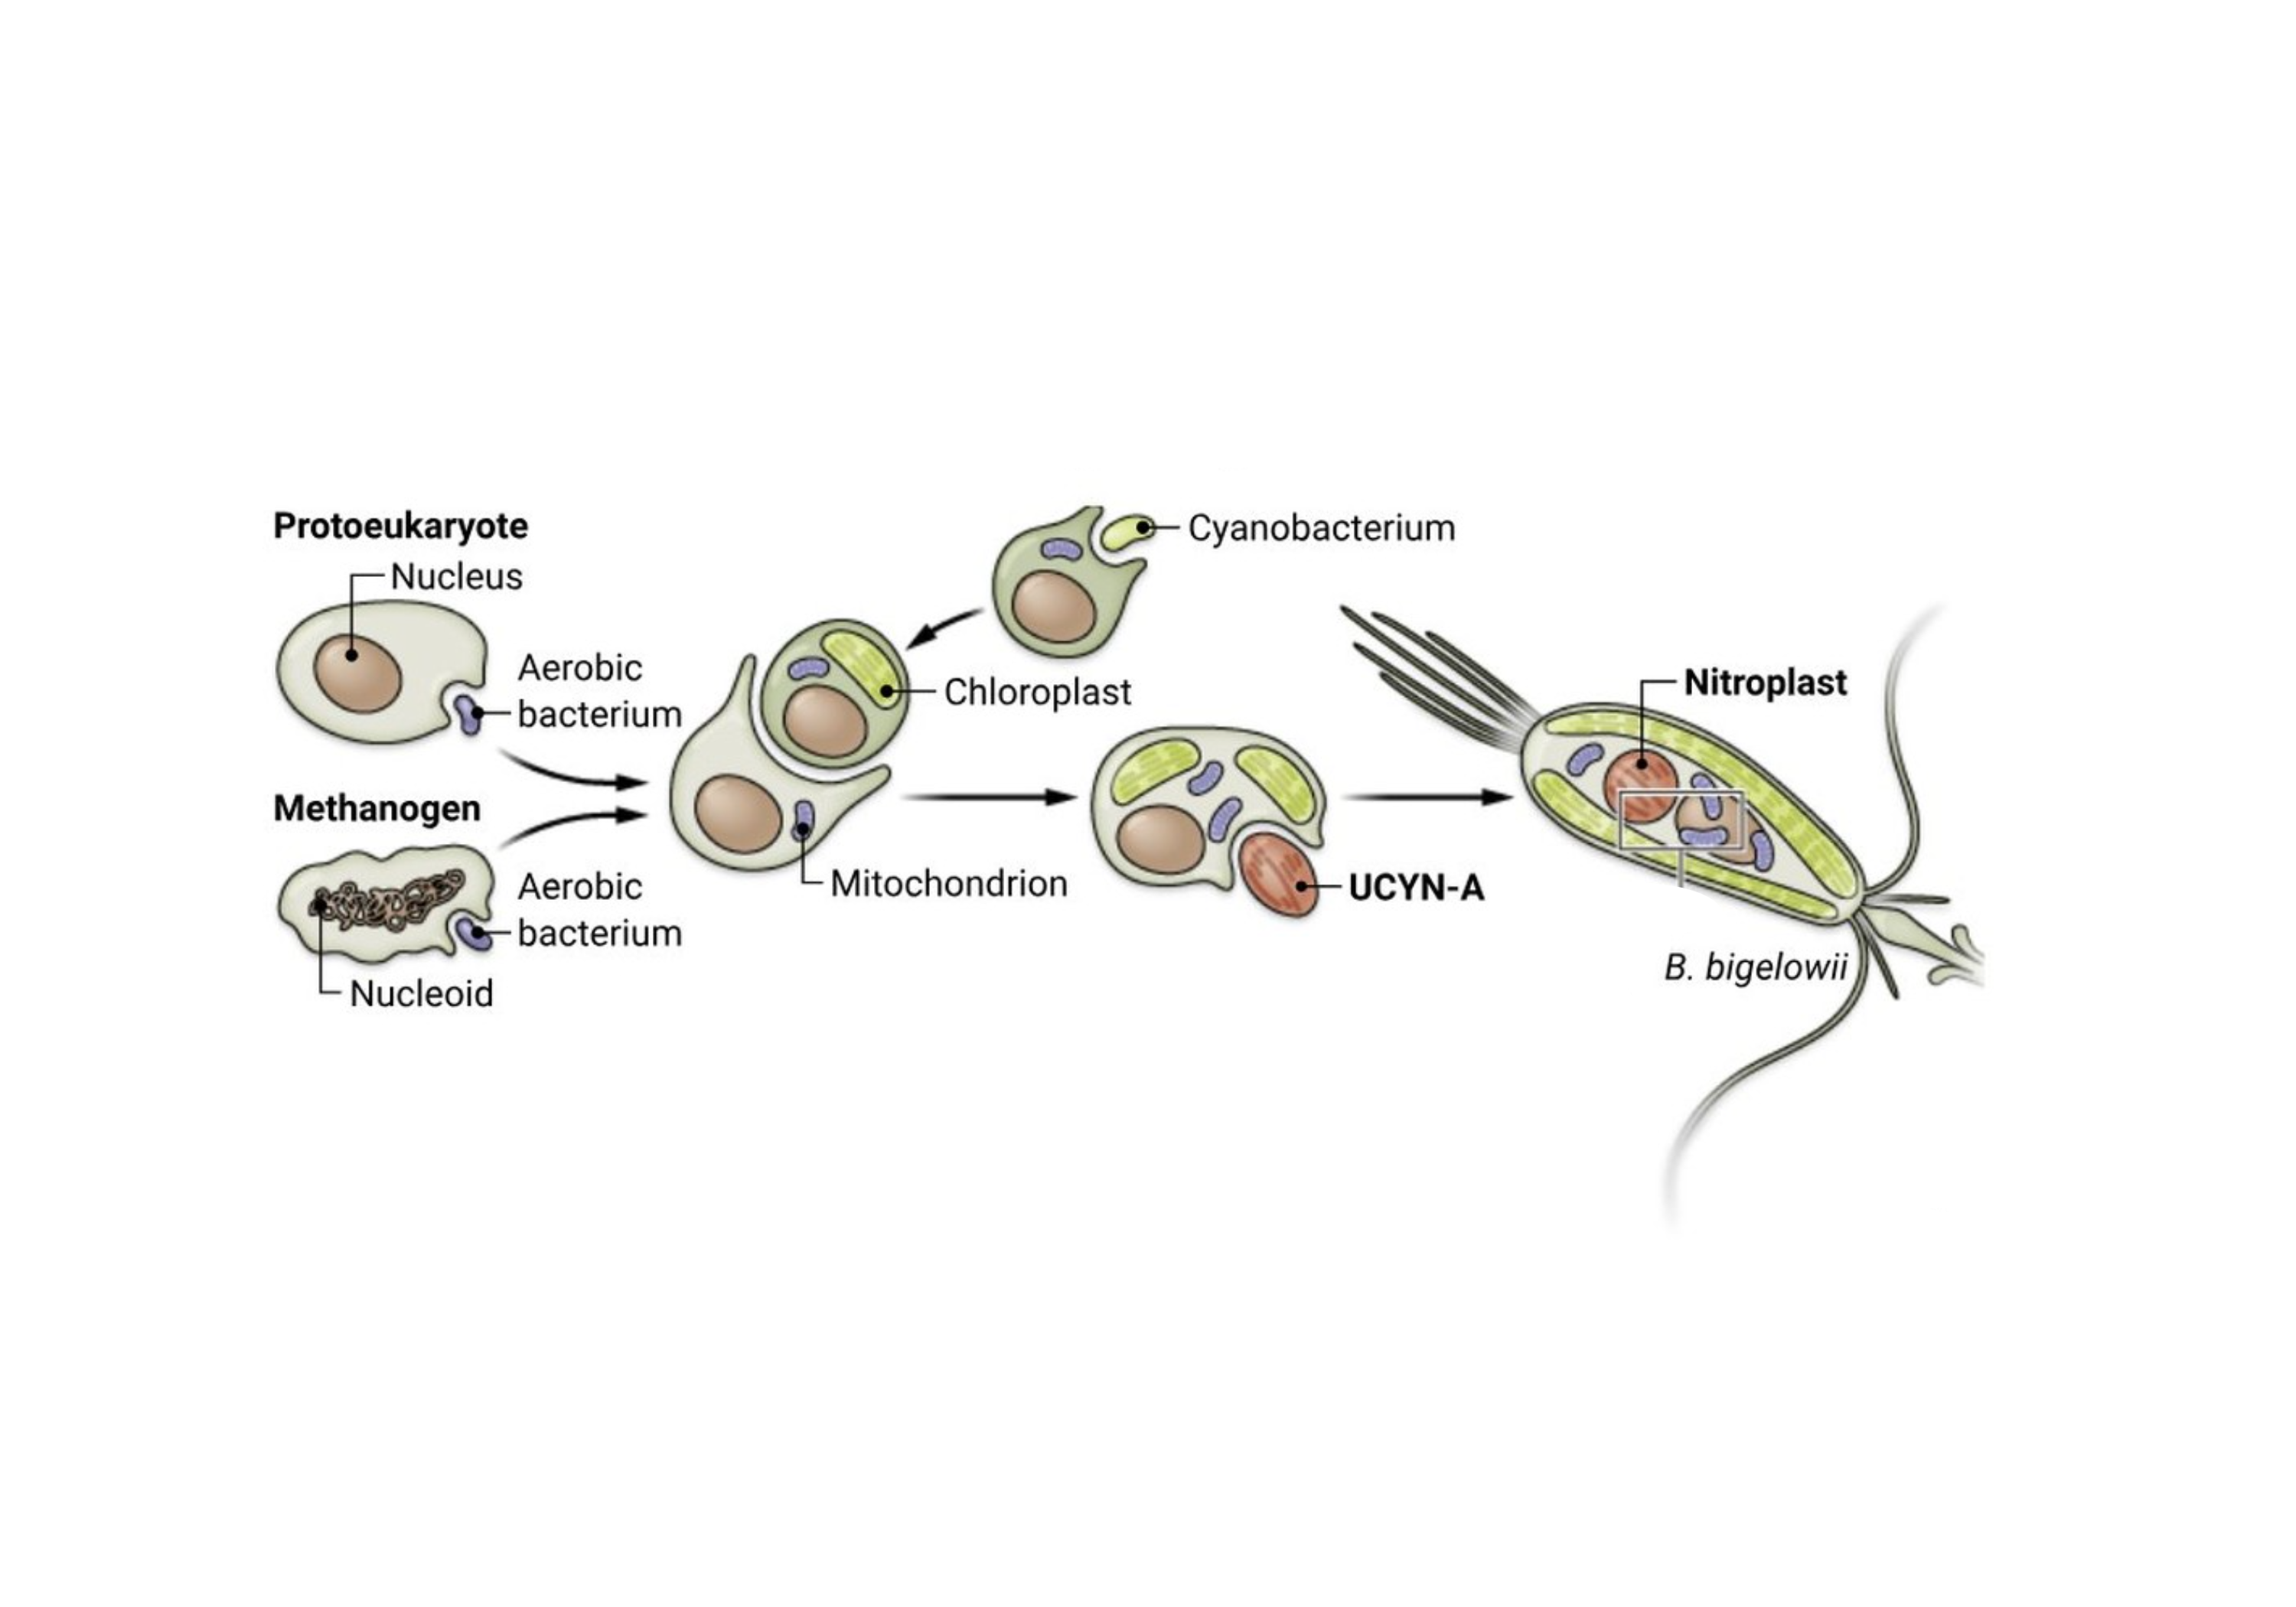 Protoeukaryote
Nucleus
Aerobic
bacterium
Methanogen
Aerobic
bacterium
Nucleoid
Cyanobacterium
Chloroplast
Mitochondrion
UCYN-A
Nitroplast
B. bigelowii